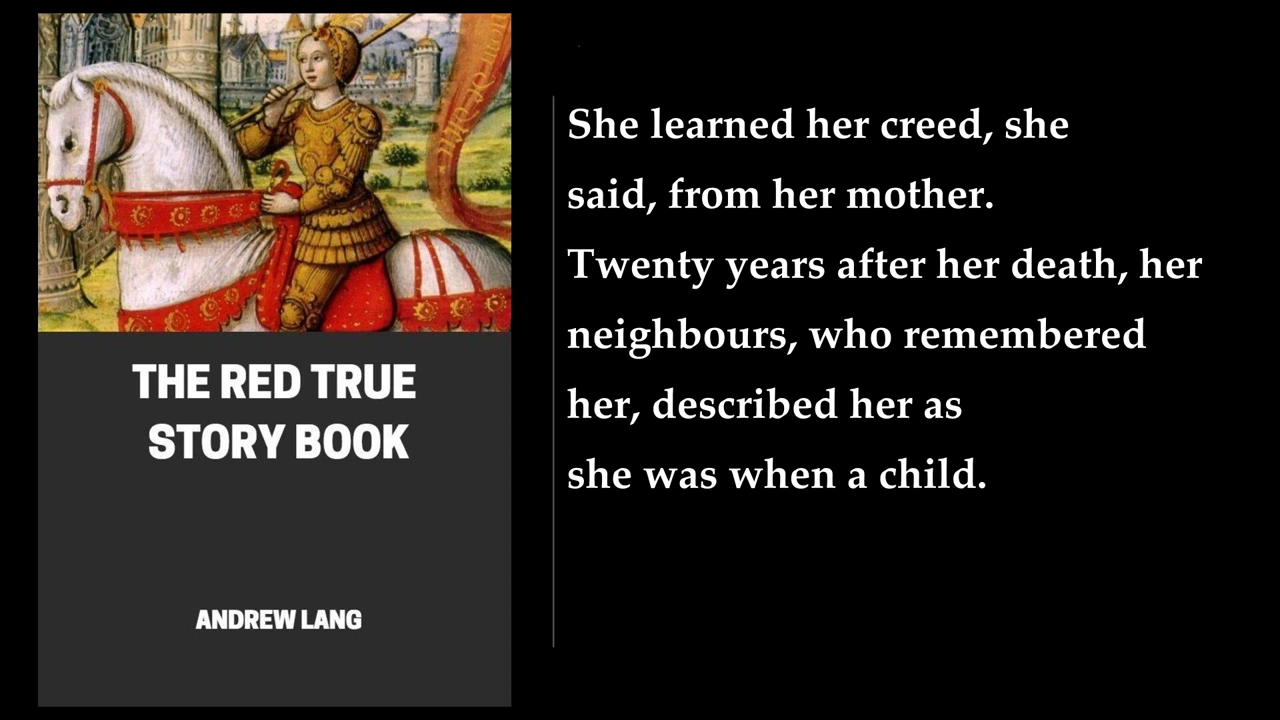 THE RED TRUE
STORY BOOK
ANDREW LANG
She learned her creed, she
said, from her mother.
Twenty years after her death, her
neighbours, who remembered
her, described her as
she was when a child.